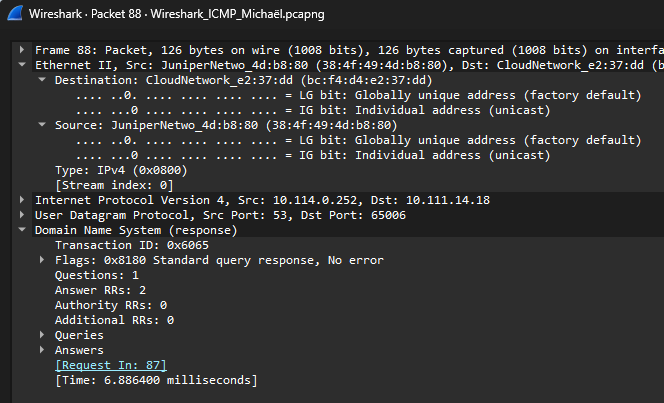 Wireshark · Packet 88 · Wireshark_ICMP_Michaël.pcapng
Frame 88: Packet, 126 bytes on wire (1008 bits), 126 bytes captured (1008 bits) on interfa
Ethernet II, Src: JuniperNetwo_4d:b8:80 (38:4f:49:4d:b8:80), Dst: CloudNetwork_e2:37:dd (b
Destination: CloudNetwork_e2:37:dd (bc:f4:d4:e2:37:dd)
.... ..0. .... .... .... .... = LG bit: Globally unique address (factory default)
.... ...0 .... .... .... .... = IG bit: Individual address (unicast)
Source: JuniperNetwo_4d:b8:80 (38:4f:49:4d:b8:80)
.... ..0. .... .... .... .... = LG bit: Globally unique address (factory default)
.... ...0 .... .... .... .... = IG bit: Individual address (unicast)
Type: IPv4 (0x0800)
[Stream index: 0]
Internet Protocol Version 4, Src: 10.114.0.252, Dst: 10.111.14.18
User Datagram Protocol, Src Port: 53, Dst Port: 65006
Domain Name System (response)
Transaction ID: 0x6065
Flags: 0x8180 Standard query response, No error
Questions: 1
Answer RRs: 2
Authority RRs: 0
Additional RRs: 0
Queries
Answers
[Request In: 87]
[Time: 6.886400 milliseconds]